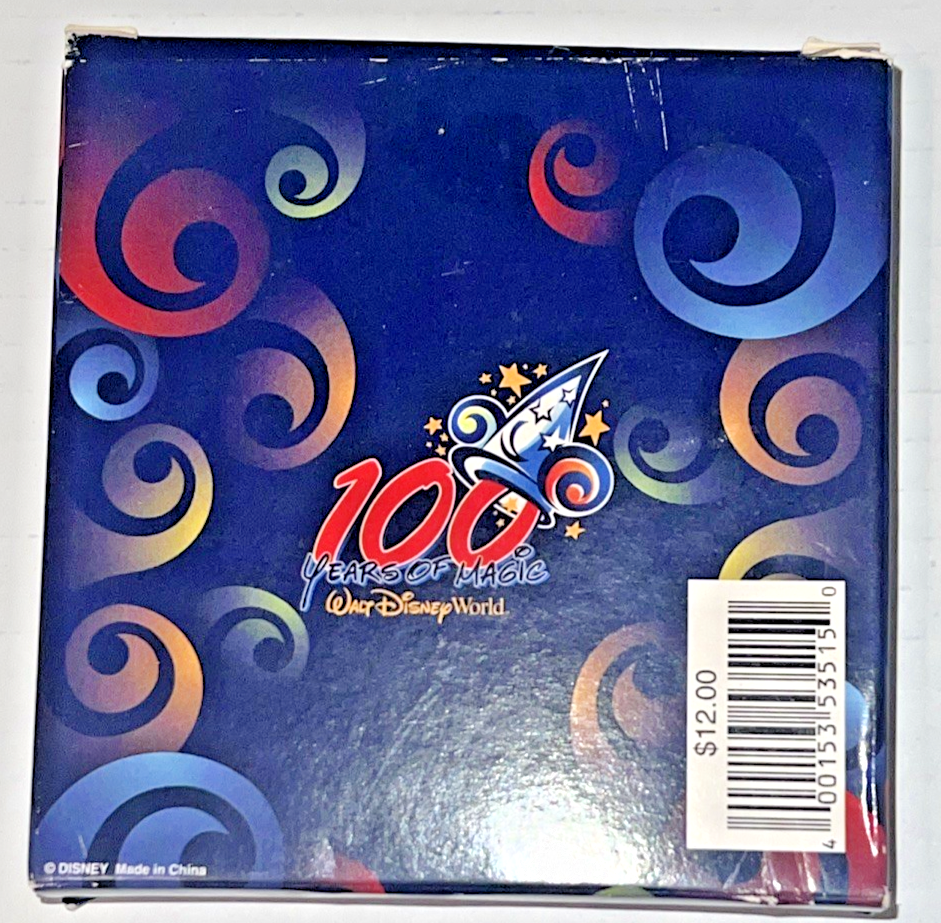 100
YEARS OF MAGIC
WALT DISNEY World
$12.00
4 00153 53515 0
© DISNEY Made in China